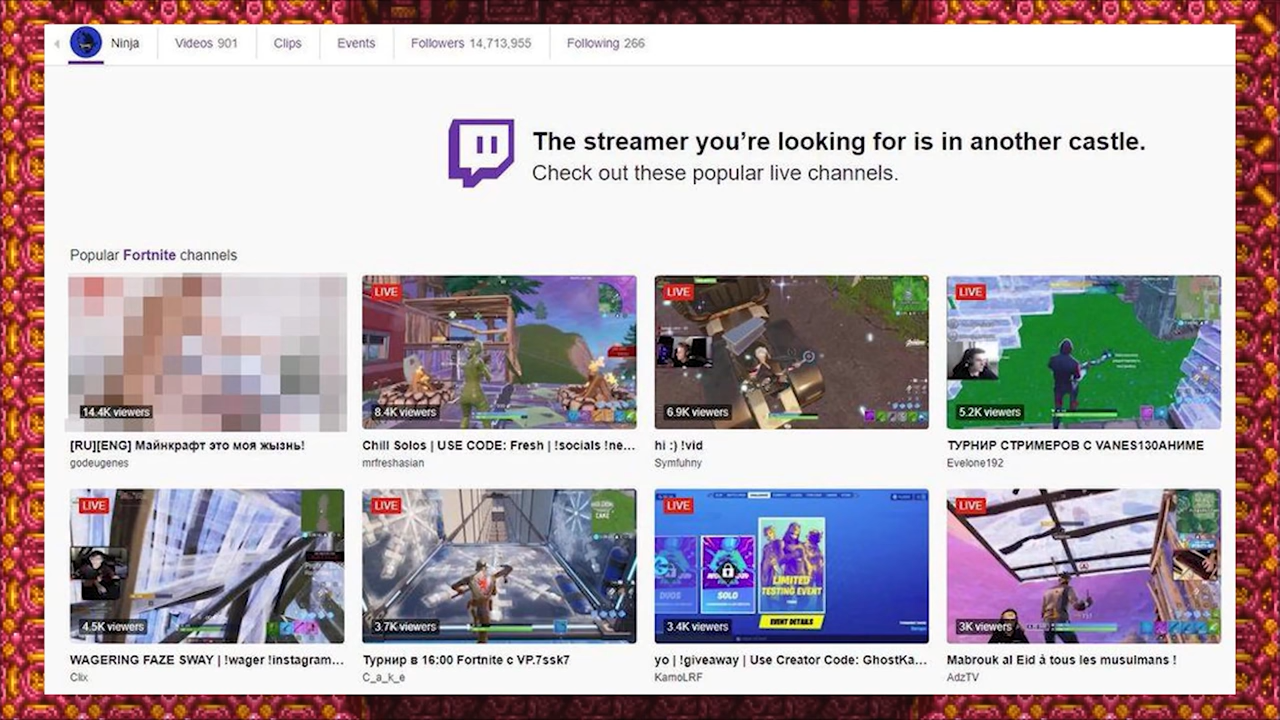 Ninja
Videos 901
Clips
Events
Followers 14,713,955
Following 266
The streamer you’re looking for is in another castle.
Check out these popular live channels.
Popular Fortnite channels
14.4K viewers
[RU][ENG] Майнкрафт это моя жызнь!
godeugenes
LIVE
8.4K viewers
Chill Solos | USE CODE: Fresh | !socials !ne...
mrfreshasian
LIVE
6.9K viewers
hi :) !vid
Symfuhny
LIVE
5.2K viewers
ТУРНИР СТРИМЕРОВ С VANES130АНИМЕ
Evelone192
LIVE
4.5K viewers
WAGERING FAZE SWAY | !wager !instagram...
Clix
LIVE
3.7K viewers
Турнир в 16:00 Fortnite с VP.7ssk7
C_a_k_e
LIVE
DUOS
SOLO
LIMITED
TESTING EVENT
EVENT DETAILS
3.4K viewers
yo | !giveaway | Use Creator Code: GhostKa...
KamoLRF
LIVE
3K viewers
Mabrouk al Eid à tous les musulmans !
AdzTV